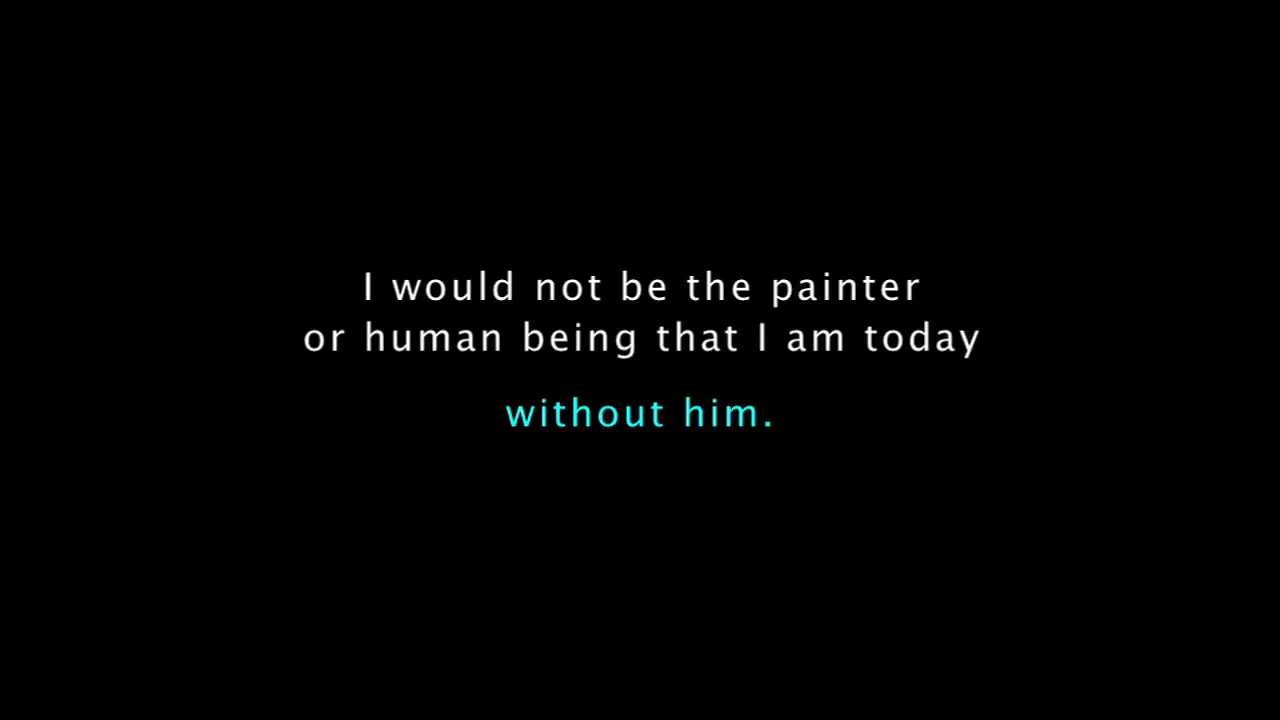 I would not be the painter
or human being that I am today
without him.